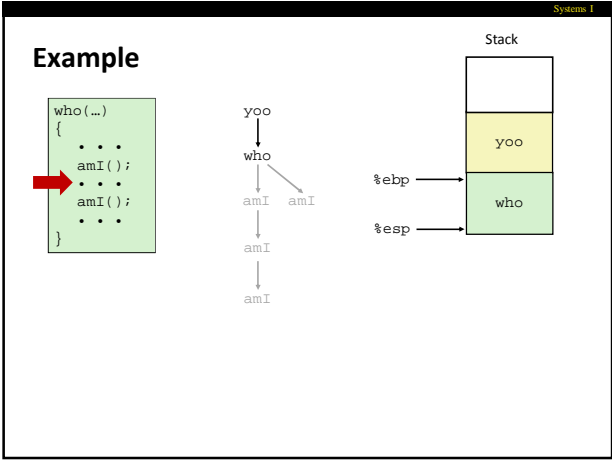 Systems I
Example
who(…)
{
• • •
amI();
• • •
amI();
• • •
}
yoo
who
amI amI
amI
amI
Stack
yoo
%ebp
who
%esp